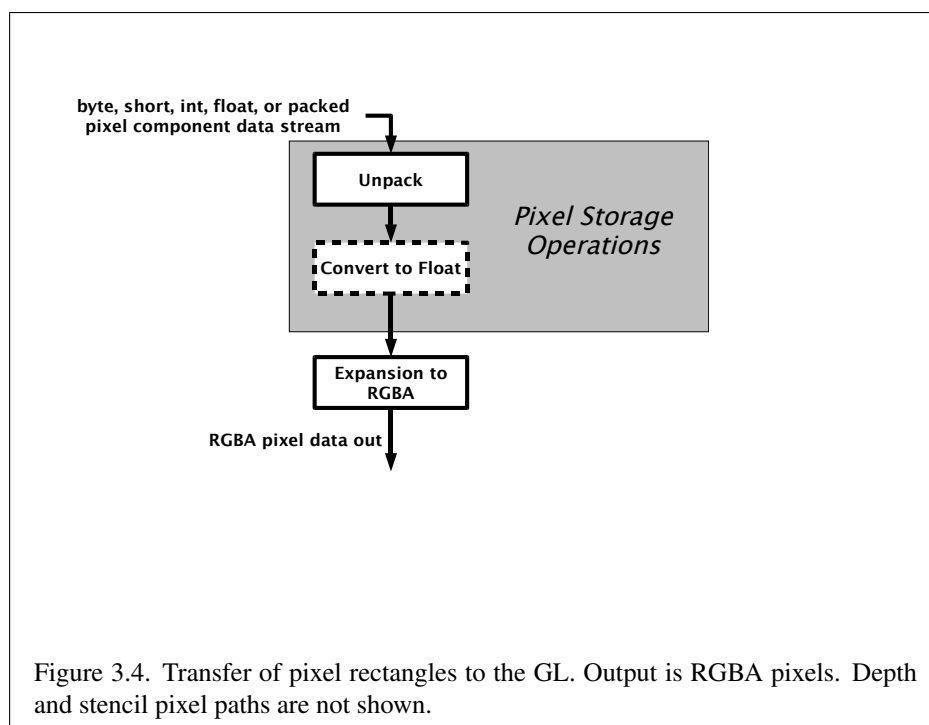 byte, short, int, float, or packed
pixel component data stream
Unpack
Pixel Storage
Operations
Convert to Float
Expansion to
RGBA
RGBA pixel data out
Figure 3.4. Transfer of pixel rectangles to the GL. Output is RGBA pixels. Depth
and stencil pixel paths are not shown.